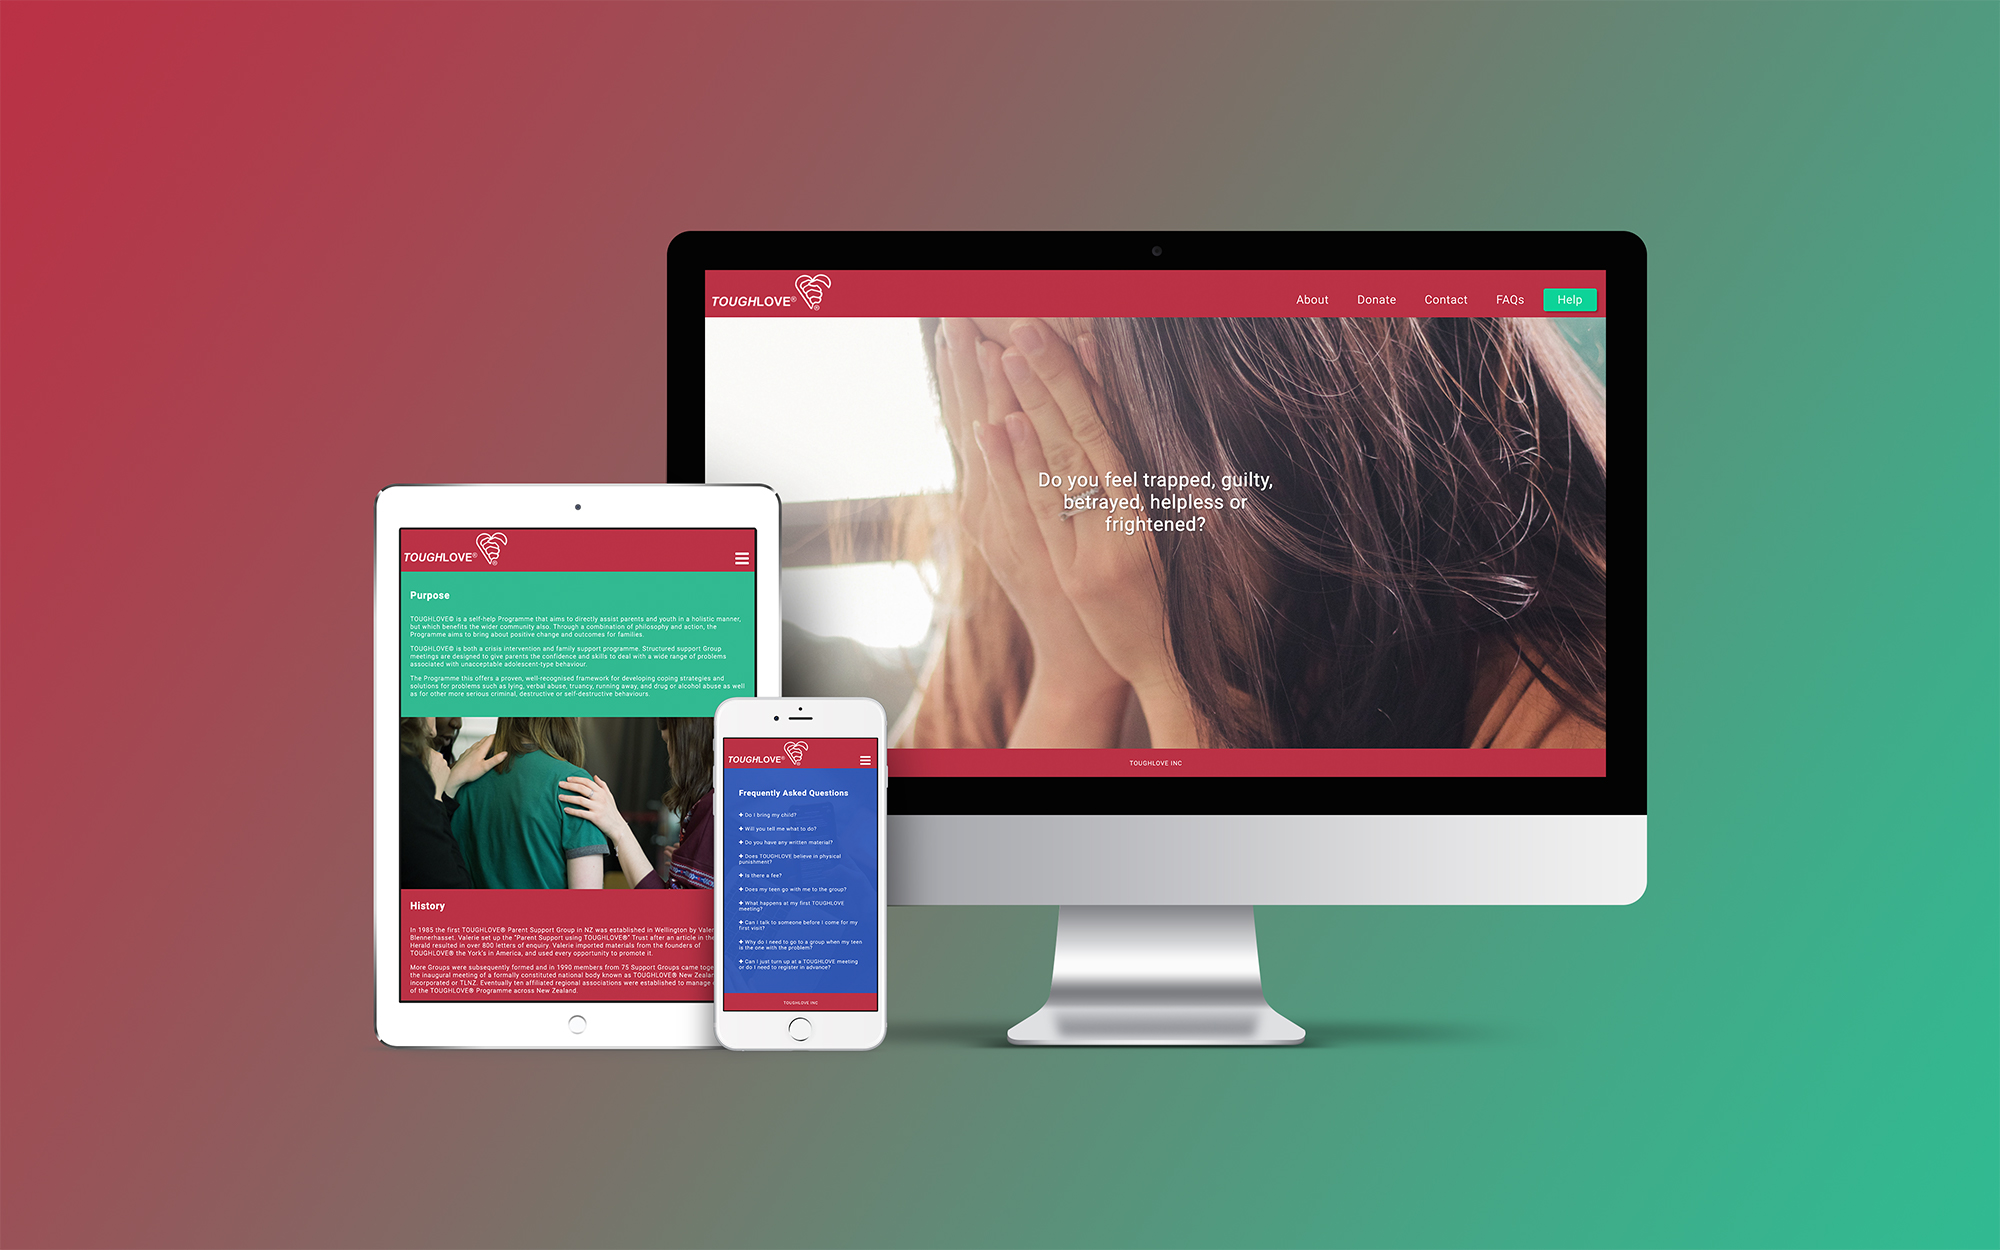 TOUGHLOVE®
About
Donate
Contact
FAQs
Help
Do you feel trapped, guilty,
betrayed, helpless or
frightened?
TOUGHLOVE INC
TOUGHLOVE®
Purpose
TOUGHLOVE© is a self-help Programme that aims to directly assist parents and youth in a holistic manner,
but which benefits the wider community also. Through a combination of philosophy and action, the
Programme aims to bring about positive change and outcomes for families.
TOUGHLOVE© is both a crisis intervention and family support programme. Structured support Group
meetings are designed to give parents the confidence and skills to deal with a wide range of problems
associated with unacceptable adolescent-type behaviour.
The Programme this offers a proven, well-recognised framework for developing coping strategies and
solutions for problems such as lying, verbal abuse, truancy, running away, and drug or alcohol abuse as well
as for other more serious criminal, destructive or self-destructive behaviours.
History
In 1985 the first TOUGHLOVE® Parent Support Group in NZ was established in Wellington by Valer
Blennerhasset. Valerie set up the "Parent Support using TOUGHLOVE®" Trust after an article in the
Herald resulted in over 800 letters of enquiry. Valerie imported materials from the founders of
TOUGHLOVE® the York's in America, and used every opportunity to promote it.
More Groups were subsequently formed and in 1990 members from 75 Support Groups came toge
the inaugural meeting of a formally constituted national body known as TOUGHLOVE® New Zealan
incorporated or TLNZ. Eventually ten affiliated regional associations were established to manage
of the TOUGHLOVE® Programme across New Zealand.
TOUGHLOVE®
Frequently Asked Questions
+ Do I bring my child?
+ Will you tell me what to do?
+ Do you have any written material?
+ Does TOUGHLOVE believe in physical
punishment?
+ Is there a fee?
+ Does my teen go with me to the group?
+ What happens at my first TOUGHLOVE
meeting?
+ Can I talk to someone before I come for my
first visit?
+ Why do I need to go to a group when my teen
is the one with the problem?
+ Can I just turn up at a TOUGHLOVE meeting
or do I need to register in advance?
TOUGHLOVE INC